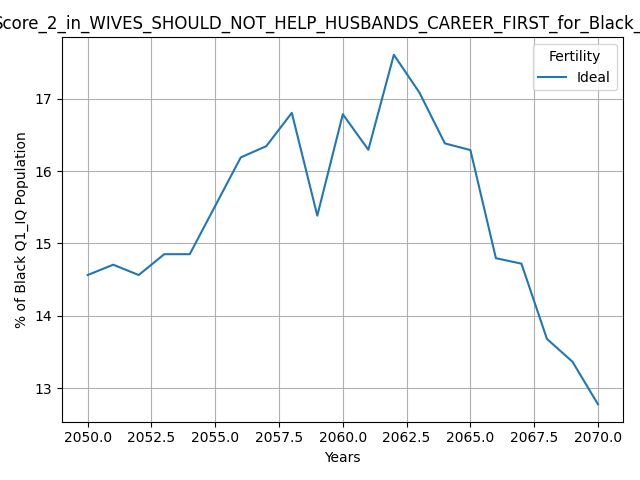 Score_2_in_WIVES_SHOULD_NOT_HELP_HUSBANDS_CAREER_FIRST_for_Black_
Fertility
Ideal
% of Black Q1_IQ Population
17
16
15
14
13
2050.0 2052.5 2055.0 2057.5 2060.0 2062.5 2065.0 2067.5 2070.0
Years